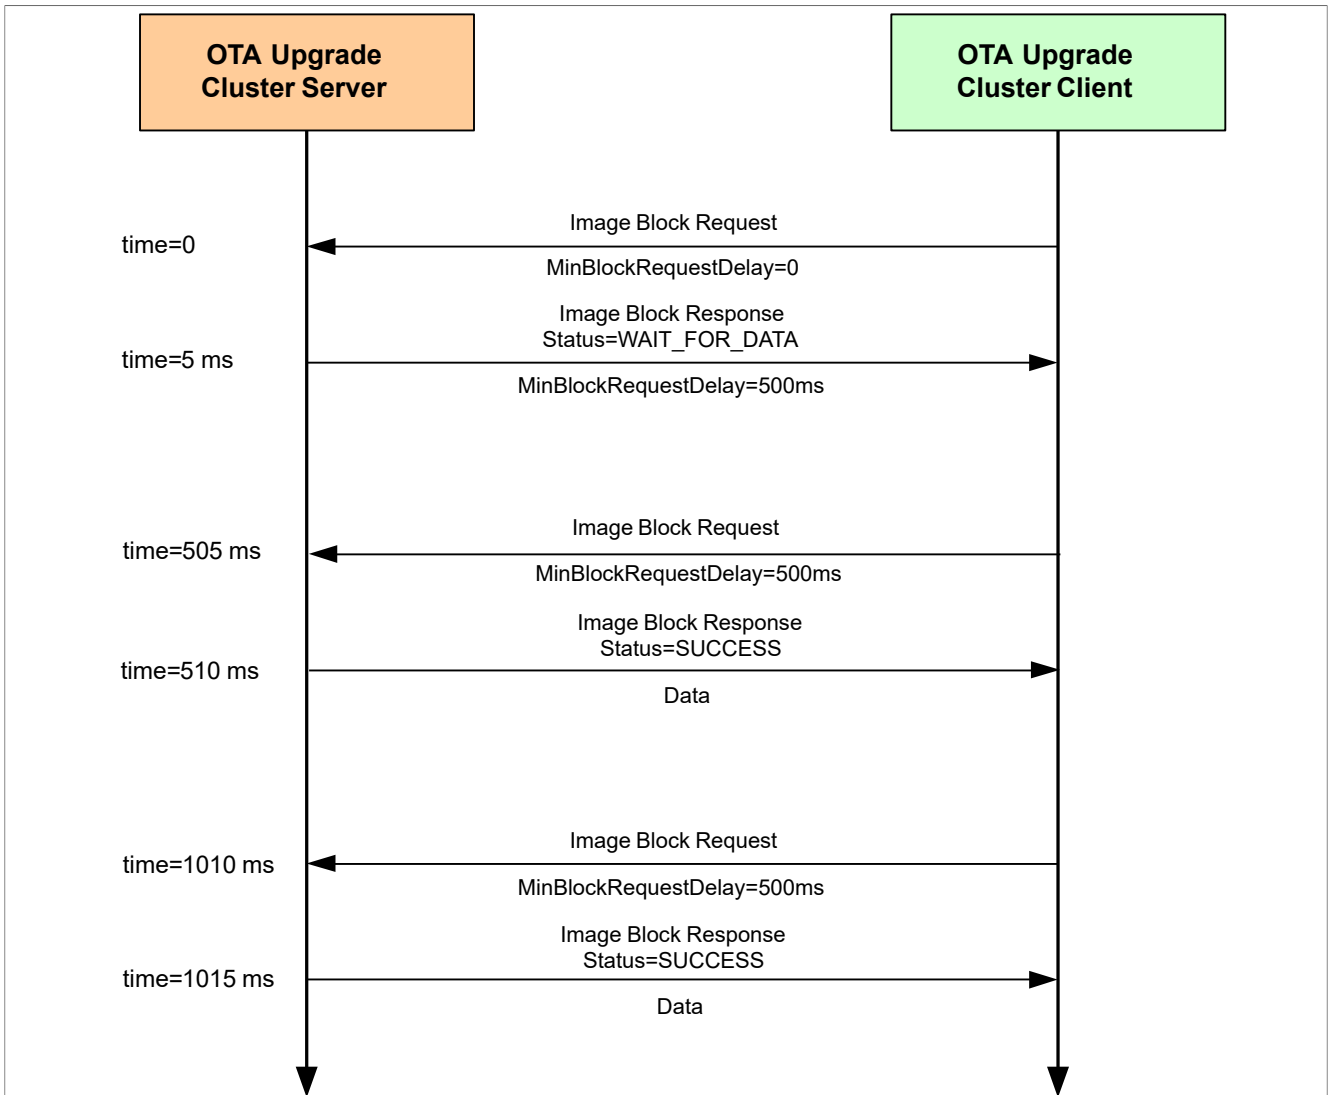 OTA Upgrade
Cluster Server
OTA Upgrade
Cluster Client
Image Block Request
time=0
MinBlockRequestDelay=0
Image Block Response
Status=WAIT_FOR_DATA
time=5 ms
MinBlockRequestDelay=500ms
Image Block Request
time=505 ms
MinBlockRequestDelay=500ms
Image Block Response
Status=SUCCESS
time=510 ms
Data
Image Block Request
time=1010 ms
MinBlockRequestDelay=500ms
Image Block Response
Status=SUCCESS
time=1015 ms
Data